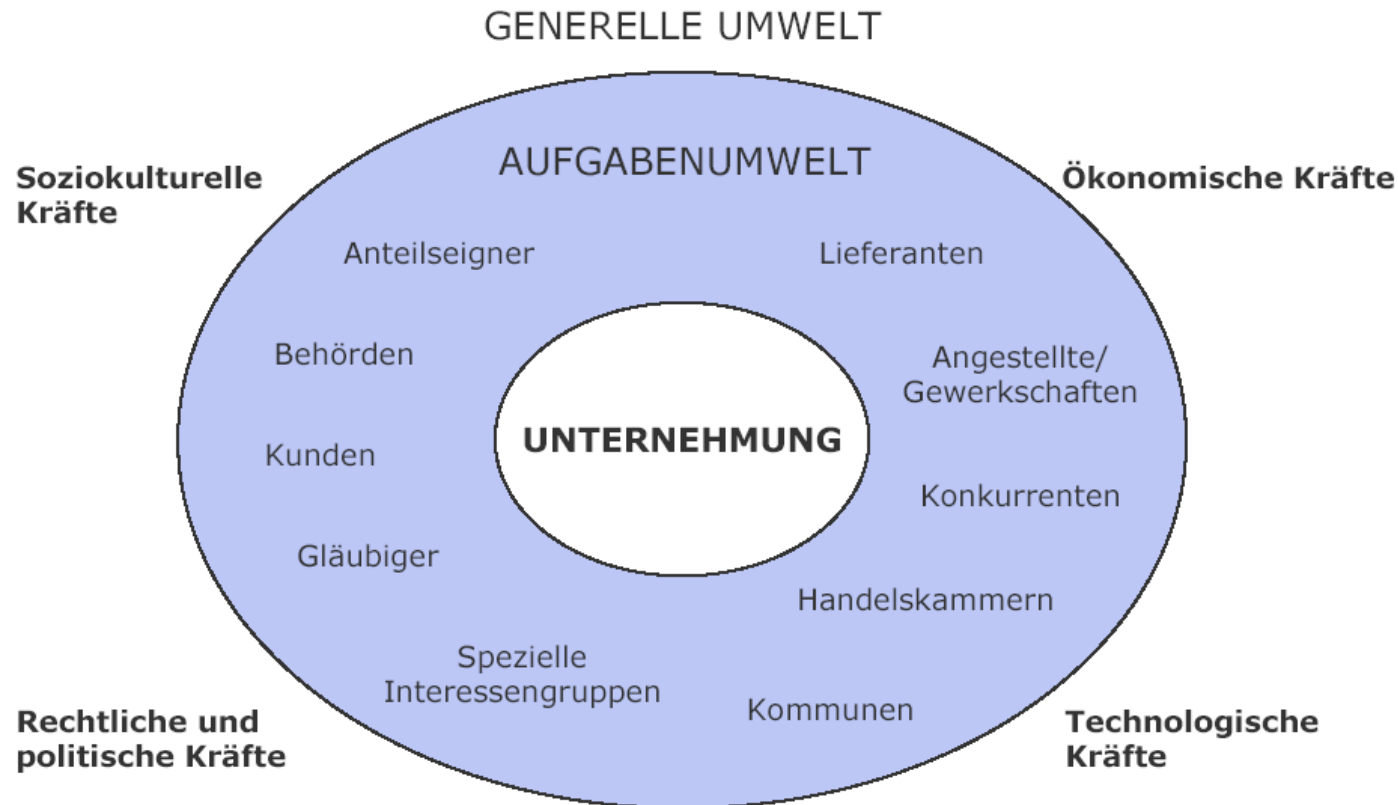 GENERELLE UMWELT
AUFGABENUMWELT
Soziokulturelle
Kräfte
Ökonomische Kräfte
Anteilseigner
Lieferanten
Behörden
Angestellte/
Gewerkschaften
UNTERNEHMUNG
Kunden
Konkurrenten
Gläubiger
Handelskammern
Spezielle
Interessengruppen
Kommunen
Rechtliche und
politische Kräfte
Technologische
Kräfte